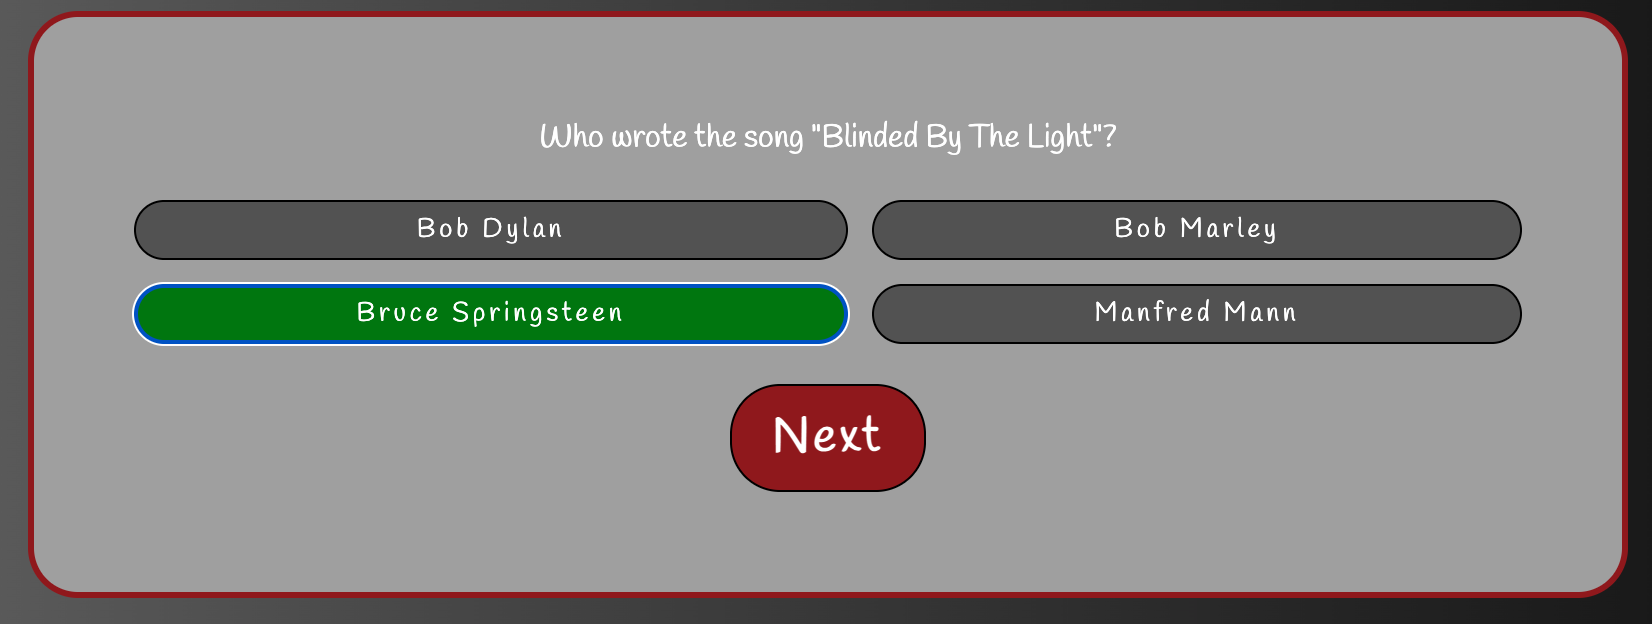 Who wrote the song "Blinded By The Light"?
Bob Dylan
Bob Marley
Bruce Springsteen
Manfred Mann
Next